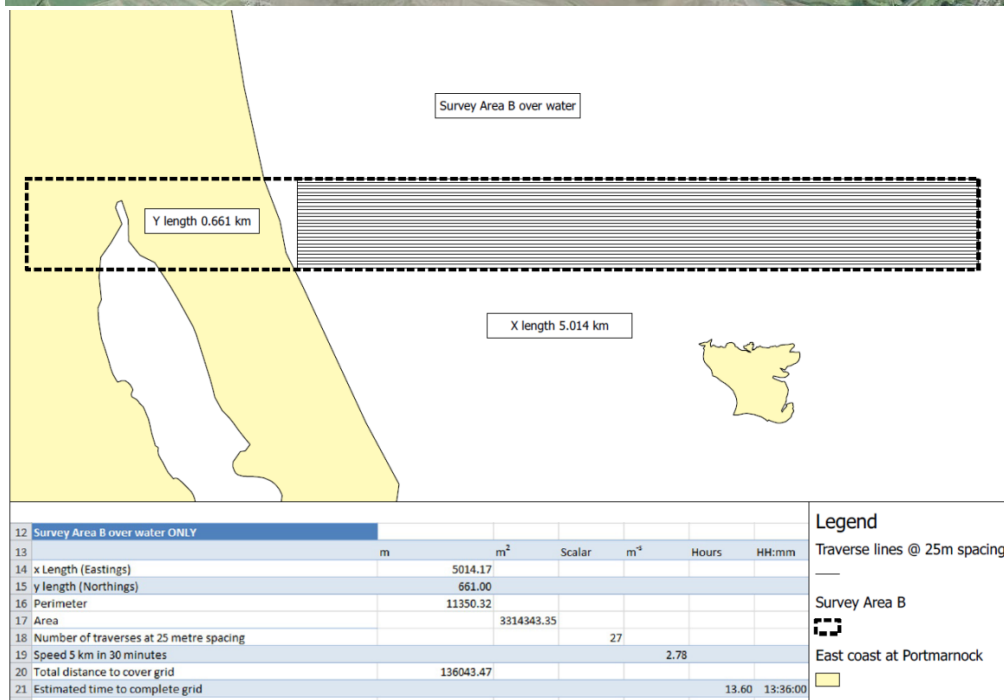 Survey Area B over water
Y length 0.661 km
X length 5.014 km
12 Survey Area B over water ONLY
13 m m² Scalar m⁻ˢ Hours HH:mm
14 x Length (Eastings) 5014.17
15 y length (Northings) 661.00
16 Perimeter 11350.32
17 Area 3314343.35
18 Number of traverses at 25 metre spacing 27
19 Speed 5 km in 30 minutes 2.78
20 Total distance to cover grid 136043.47
21 Estimated time to complete grid 13.60 13:36:00
Legend
Traverse lines @ 25m spacing
Survey Area B
East coast at Portmarnock